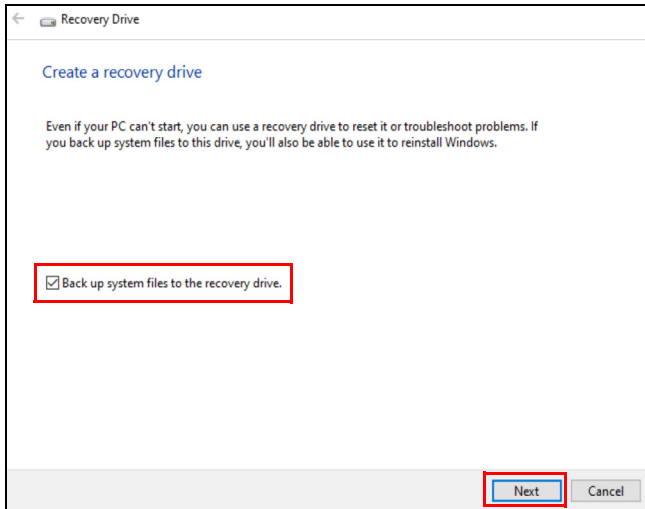 Recovery Drive
Create a recovery drive
Even if your PC can't start, you can use a recovery drive to reset it or troubleshoot problems. If
you back up system files to this drive, you'll also be able to use it to reinstall Windows.
Back up system files to the recovery drive.
Next
Cancel